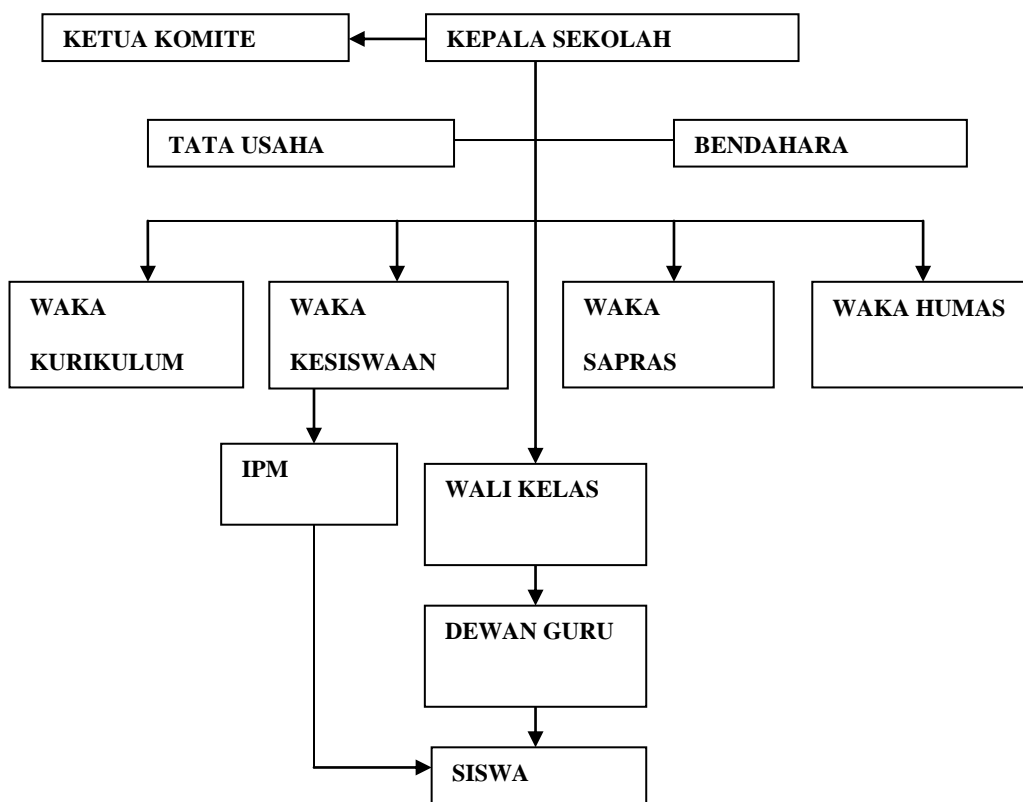 KETUA KOMITE
KEPALA SEKOLAH
TATA USAHA
BENDAHARA
WAKA
KURIKULUM
WAKA
KESISWAAN
WAKA
SAPRAS
WAKA HUMAS
IPM
WALI KELAS
DEWAN GURU
SISWA